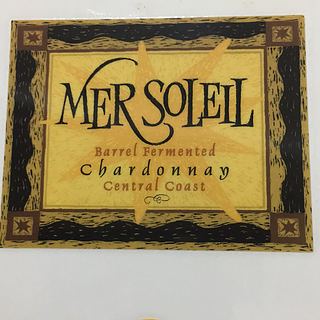 MER SOLEIL
Barrel Fermented
Chardonnay
Central Coast